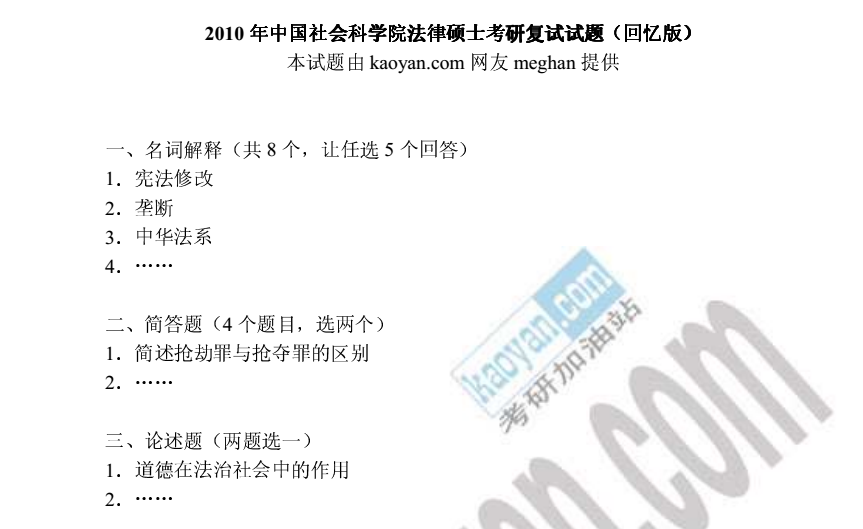 2010 年中国社会科学院法律硕士考研复试试题（回忆版）
本试题由 kaoyan.com 网友 meghan 提供
一、名词解释（共 8 个，让任选 5 个回答）
1．宪法修改
2．垄断
3．中华法系
4．……
二、简答题（4 个题目，选两个）
1．简述抢劫罪与抢夺罪的区别
2．……
三、论述题（两题选一）
1．道德在法治社会中的作用
2．……
kaoyan.com
考研加油站
an.com